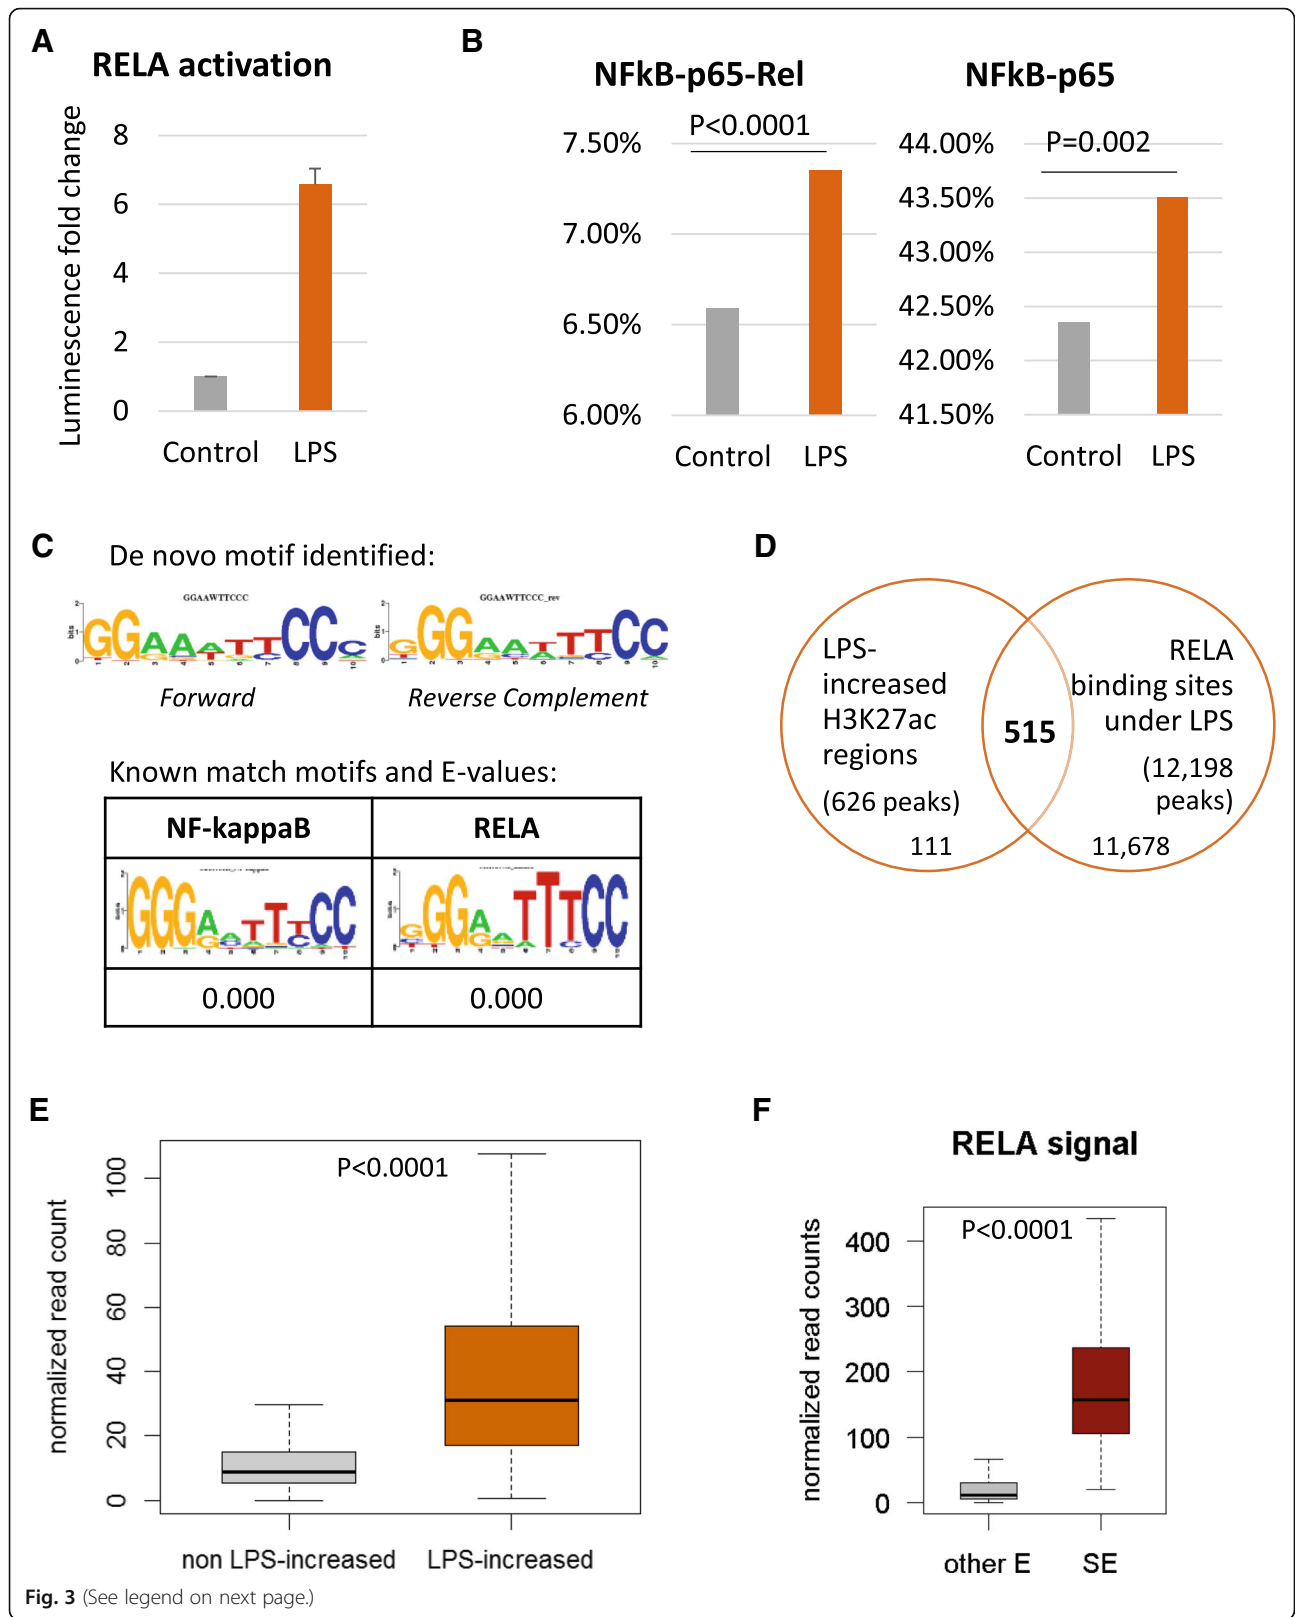 A
RELA activation
Luminescence fold change
8
6
4
2
0
Control
LPS
B
NFkB-p65-Rel
P<0.0001
7.50%
7.00%
6.50%
6.00%
Control
LPS
NFkB-p65
P=0.002
44.00%
43.50%
43.00%
42.50%
42.00%
41.50%
Control
LPS
C
De novo motif identified:
GGAAWTTCCC
GGAAWTTCCC_rev
Forward
Reverse Complement
Known match motifs and E-values:
NF-kappaB
RELA
0.000
0.000
D
LPS-
increased
H3K27ac
regions
(626 peaks)
111
515
RELA
binding sites
under LPS
(12,198
peaks)
11,678
E
P<0.0001
normalized read count
100
80
60
40
20
0
non LPS-increased
LPS-increased
F
RELA signal
P<0.0001
normalized read counts
400
300
200
100
0
other E
SE
Fig. 3 (See legend on next page.)